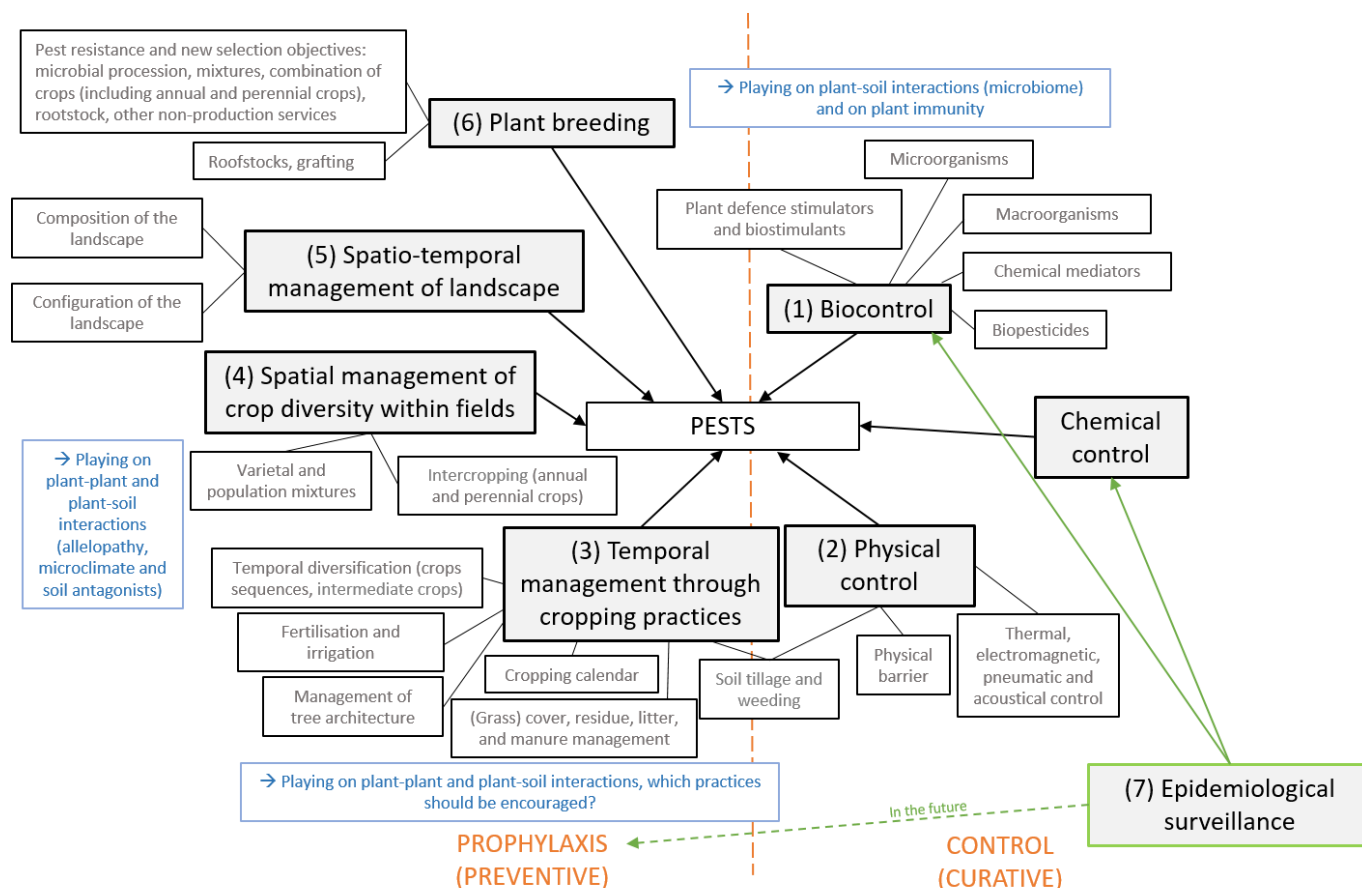 Pest resistance and new selection objectives:
microbial procession, mixtures, combination of
crops (including annual and perennial crops),
rootstock, other non-production services
(6) Plant breeding
Roofstocks, grafting
→ Playing on plant-soil interactions (microbiome)
and on plant immunity
Microorganisms
Plant defence stimulators
and biostimulants
Macroorganisms
Chemical mediators
(1) Biocontrol
Biopesticides
Composition of the
landscape
(5) Spatio-temporal
management of landscape
Configuration of the
landscape
(4) Spatial management of
crop diversity within fields
PESTS
Chemical
control
→ Playing on
plant-plant and
plant-soil
interactions
(allelopathy,
microclimate and
soil antagonists)
Varietal and
population mixtures
Intercropping (annual
and perennial crops)
(3) Temporal
management through
cropping practices
(2) Physical
control
Temporal diversification (crops
sequences, intermediate crops)
Fertilisation and
irrigation
Management of
tree architecture
Cropping calendar
(Grass) cover, residue, litter,
and manure management
Soil tillage and
weeding
Physical
barrier
Thermal,
electromagnetic,
pneumatic and
acoustical control
→ Playing on plant-plant and plant-soil interactions, which practices
should be encouraged?
In the future
(7) Epidemiological
surveillance
PROPHYLAXIS
(PREVENTIVE)
CONTROL
(CURATIVE)